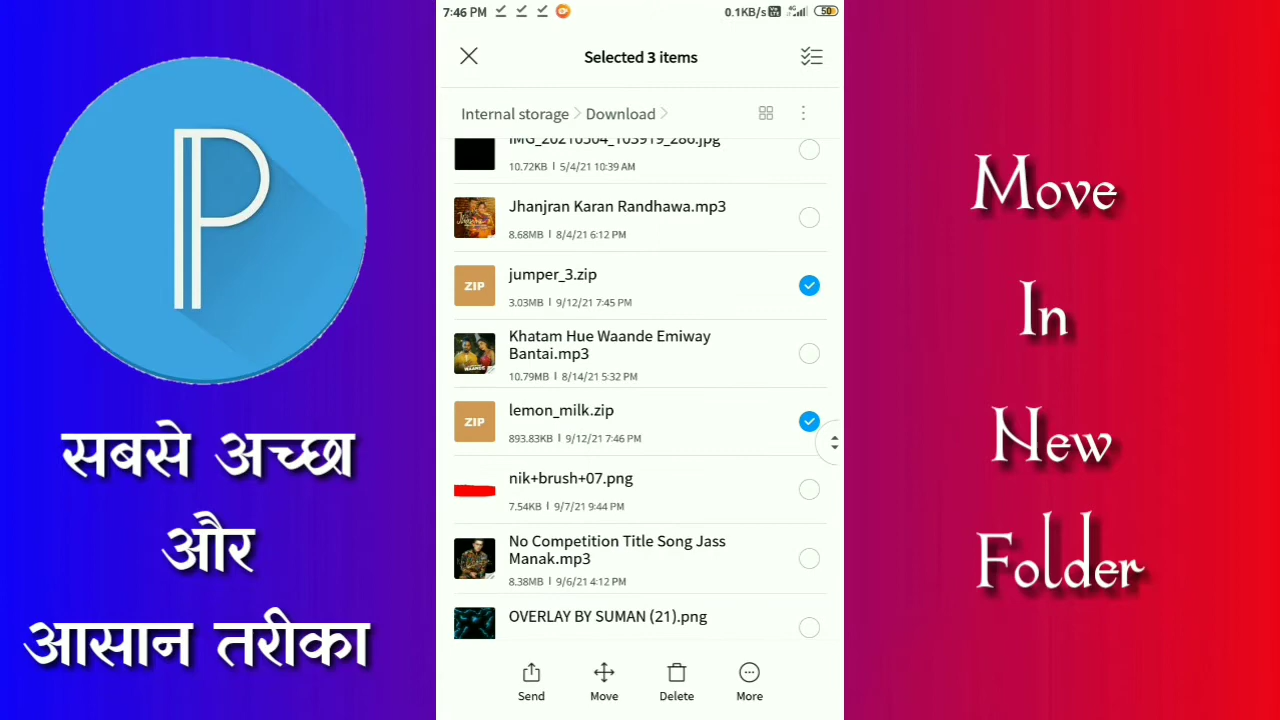 सबसे अच्छा
और
आसान तरीका
7:46 PM
0.1KB/s
4G
50
Selected 3 items
Internal storage
Download
IMG_20210504_103919_286.jpg
10.72KB | 5/4/21 10:39 AM
Jhanjran Karan Randhawa.mp3
8.68MB | 8/4/21 6:12 PM
ZIP
jumper_3.zip
3.03MB | 9/12/21 7:45 PM
Khatam Hue Waande Emiway
Bantai.mp3
10.79MB | 8/14/21 5:32 PM
ZIP
lemon_milk.zip
893.83KB | 9/12/21 7:46 PM
nik+brush+07.png
7.54KB | 9/7/21 9:44 PM
No Competition Title Song Jass
Manak.mp3
8.38MB | 9/6/21 4:12 PM
OVERLAY BY SUMAN (21).png
Send
Move
Delete
More
Move
In
New
Folder